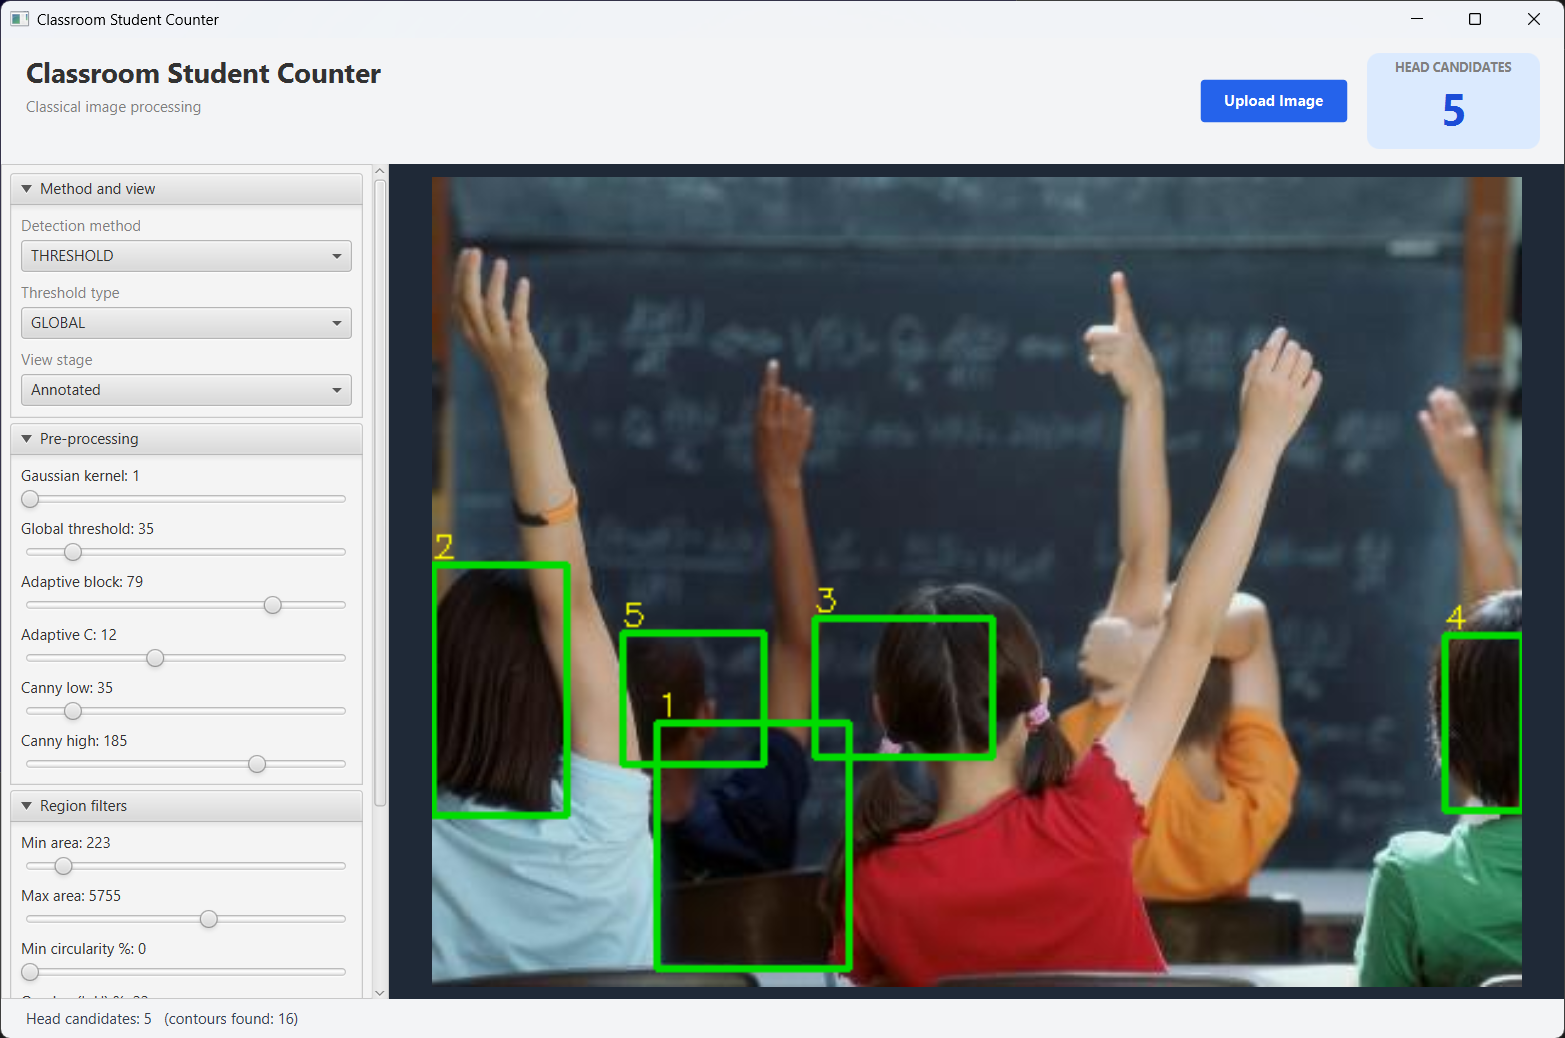 Classroom Student Counter
Classroom Student Counter
Classical image processing
Upload Image
HEAD CANDIDATES
5
Method and view
Detection method
THRESHOLD
Threshold type
GLOBAL
View stage
Annotated
Pre-processing
Gaussian kernel: 1
Global threshold: 35
Adaptive block: 79
Adaptive C: 12
Canny low: 35
Canny high: 185
Region filters
Min area: 223
Max area: 5755
Min circularity %: 0
2
5
3
4
1
Head candidates: 5 (contours found: 16)